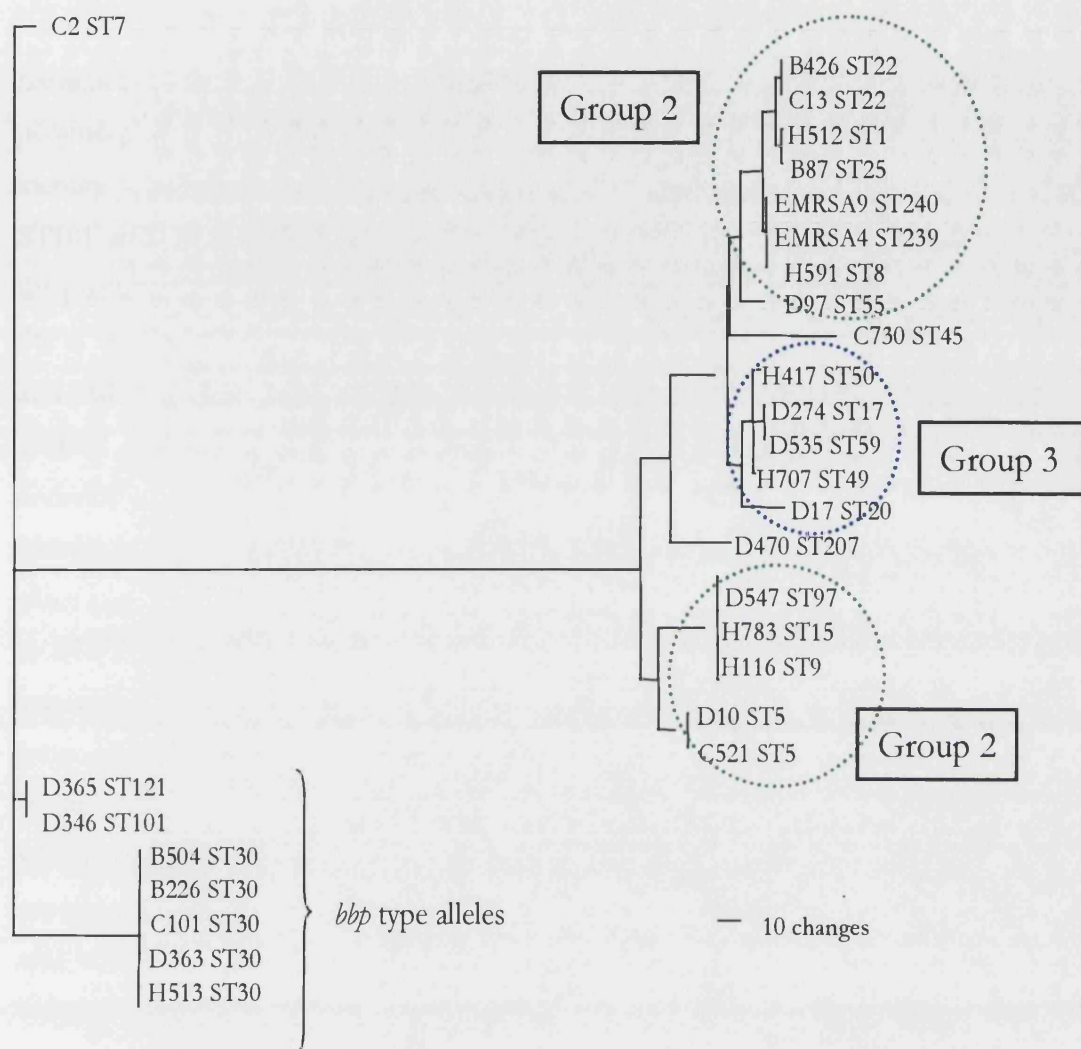 C2 ST7
Group 2
B426 ST22
C13 ST22
H512 ST1
B87 ST25
EMRSA9 ST240
EMRSA4 ST239
H591 ST8
D97 ST55
C730 ST45
H417 ST50
D274 ST17
D535 ST59
H707 ST49
D17 ST20
Group 3
D470 ST207
D547 ST97
H783 ST15
H116 ST9
D10 ST5
C521 ST5
Group 2
D365 ST121
D346 ST101
B504 ST30
B226 ST30
C101 ST30
D363 ST30
H513 ST30
bbp type alleles
10 changes